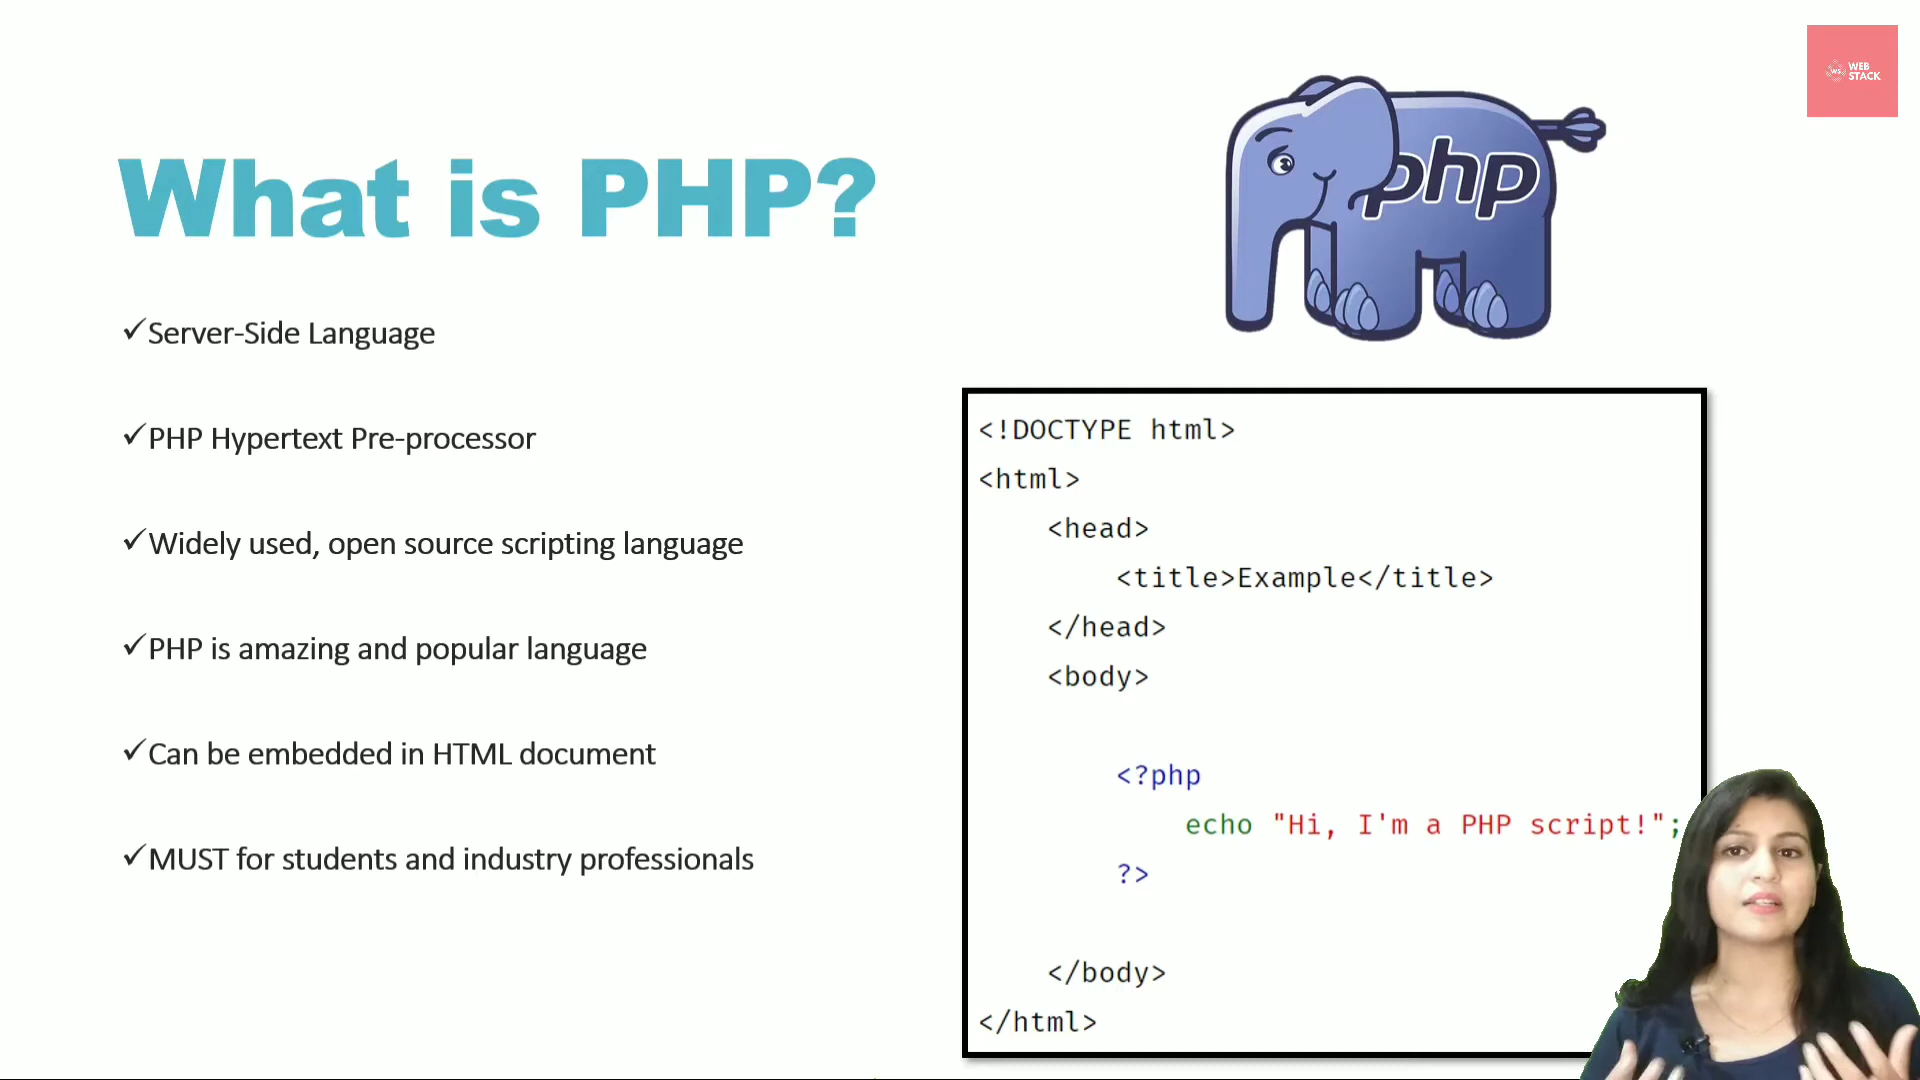 WEB
STACK
php
What is PHP?
✓Server-Side Language
✓PHP Hypertext Pre-processor
✓Widely used, open source scripting language
✓PHP is amazing and popular language
✓Can be embedded in HTML document
✓MUST for students and industry professionals
<!DOCTYPE html>
<html>
<head>
<title>Example</title>
</head>
<body>
<?php
echo "Hi, I'm a PHP script!";
?>
</body>
</html>